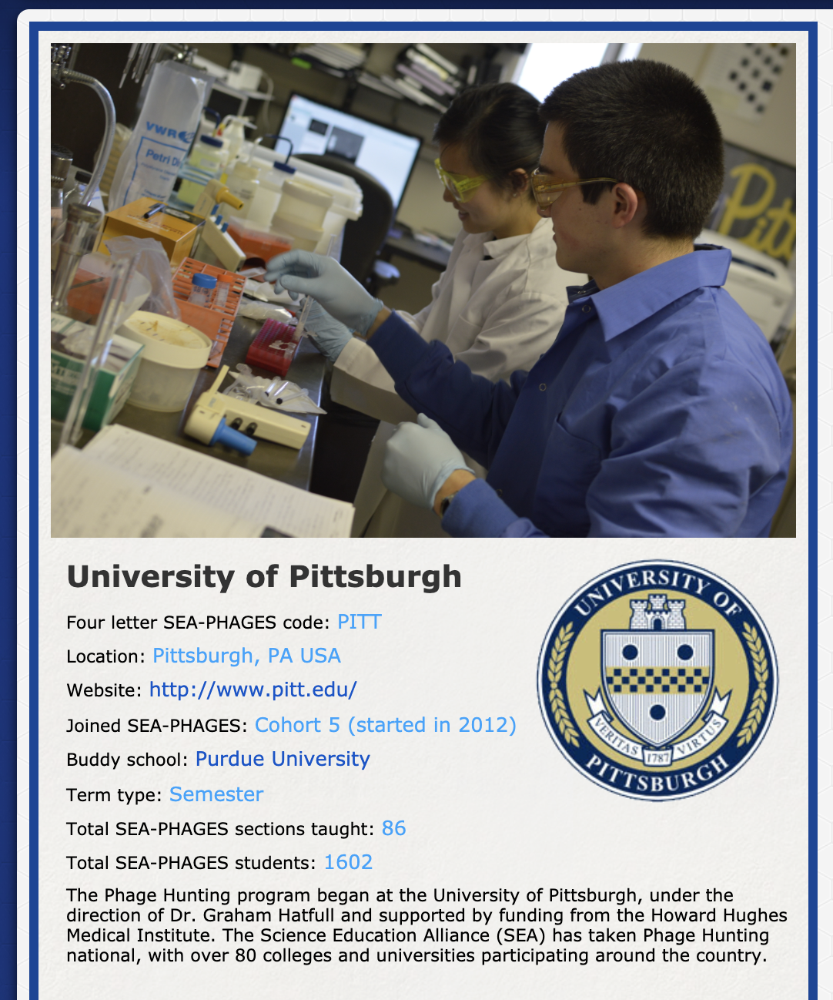 VWR
Petri Di
Pitt
University of Pittsburgh
Four letter SEA-PHAGES code: PITT
Location: Pittsburgh, PA USA
Website: http://www.pitt.edu/
Joined SEA-PHAGES: Cohort 5 (started in 2012)
Buddy school: Purdue University
Term type: Semester
Total SEA-PHAGES sections taught: 86
Total SEA-PHAGES students: 1602
UNIVERSITY OF
VERITAS 1787 VIRTUS
PITTSBURGH
The Phage Hunting program began at the University of Pittsburgh, under the
direction of Dr. Graham Hatfull and supported by funding from the Howard Hughes
Medical Institute. The Science Education Alliance (SEA) has taken Phage Hunting
national, with over 80 colleges and universities participating around the country.